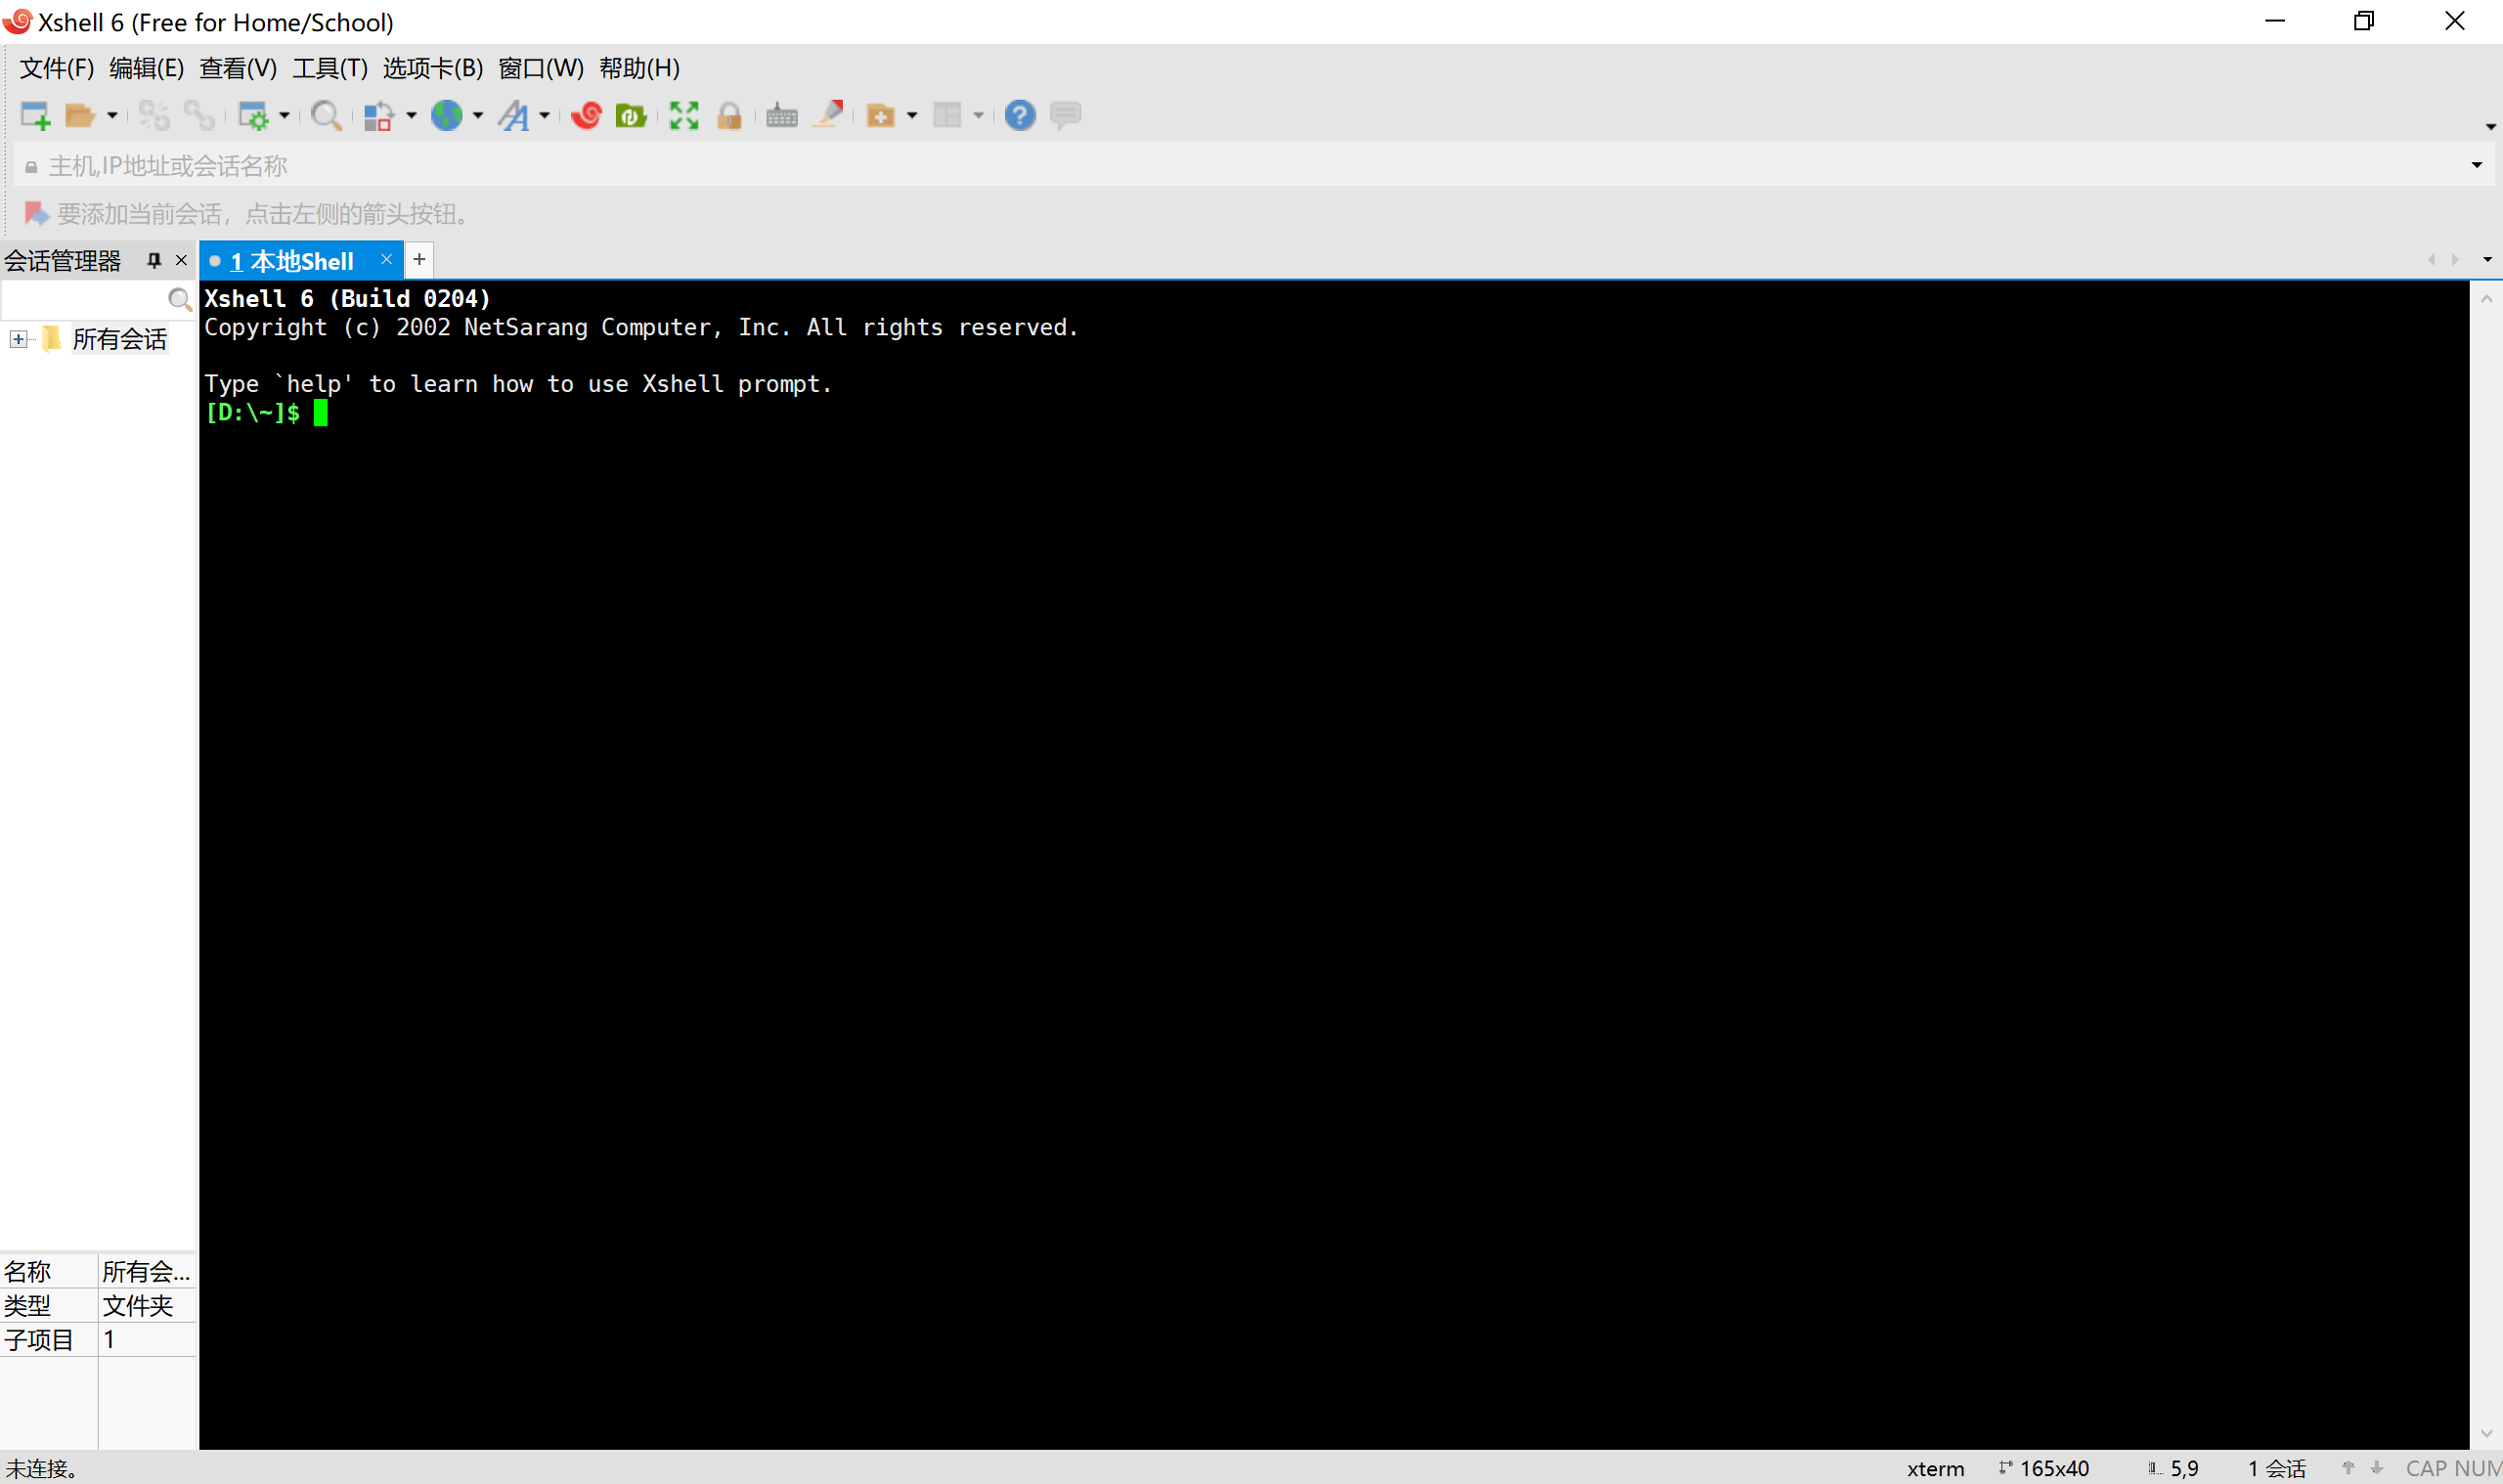 Xshell 6 (Free for Home/School)
文件(F) 编辑(E) 查看(V) 工具(T) 选项卡(B) 窗口(W) 帮助(H)
主机,IP地址或会话名称
要添加当前会话，点击左侧的箭头按钮。
会话管理器
1 本地Shell
所有会话
Xshell 6 (Build 0204)
Copyright (c) 2002 NetSarang Computer, Inc. All rights reserved.
Type `help' to learn how to use Xshell prompt.
[D:\~]$
名称 所有会...
类型 文件夹
子项目 1
未连接。 xterm 165x40 5,9 1 会话 CAP NUM